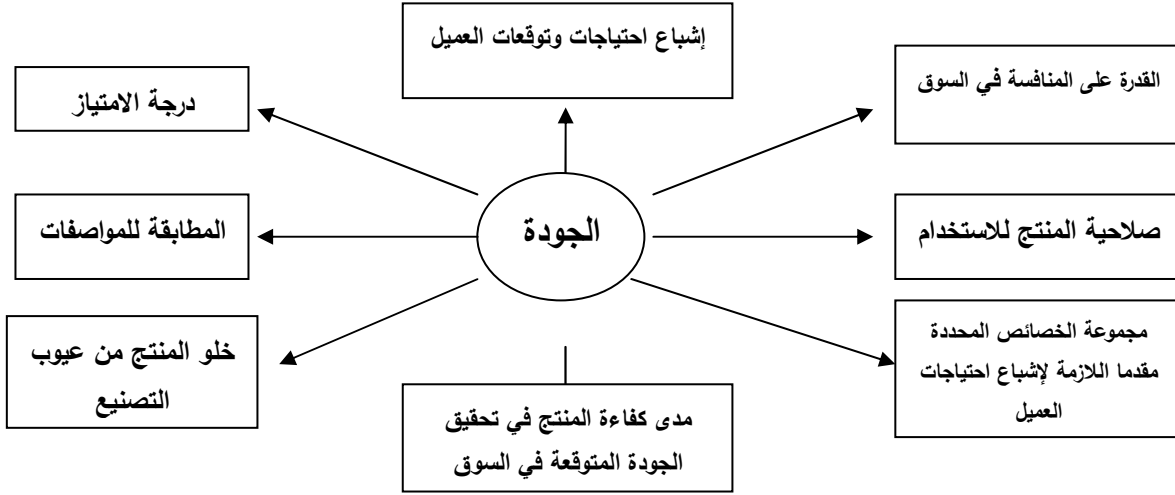 إشباع احتياجات وتوقعات العميل
القدرة على المنافسة في السوق
درجة الامتياز
صلاحية المنتج للاستخدام
الجودة
المطابقة للمواصفات
مجموعة الخصائص المحددة
مقدما اللازمة لإشباع احتياجات
العميل
خلو المنتج من عيوب
التصنيع
مدى كفاءة المنتج في تحقيق
الجودة المتوقعة في السوق